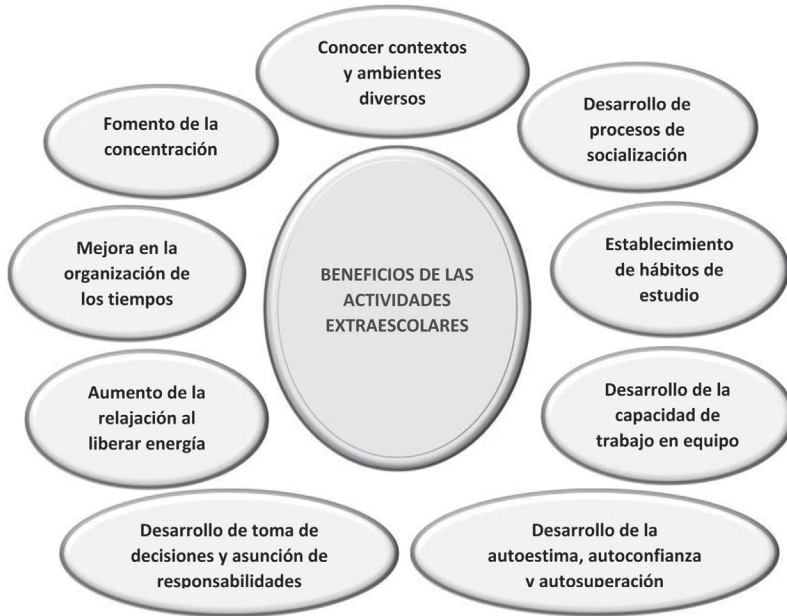 Conocer contextos
y ambientes
diversos
Fomento de la
concentración
Desarrollo de
procesos de
socialización
Mejora en la
organización de
los tiempos
BENEFICIOS DE LAS
ACTIVIDADES
EXTRAESCOLARES
Establecimiento
de hábitos de
estudio
Aumento de la
relajación al
liberar energía
Desarrollo de la
capacidad de
trabajo en equipo
Desarrollo de toma de
decisiones y asunción de
responsabilidades
Desarrollo de la
autoestima, autoconfianza
y autosuperación